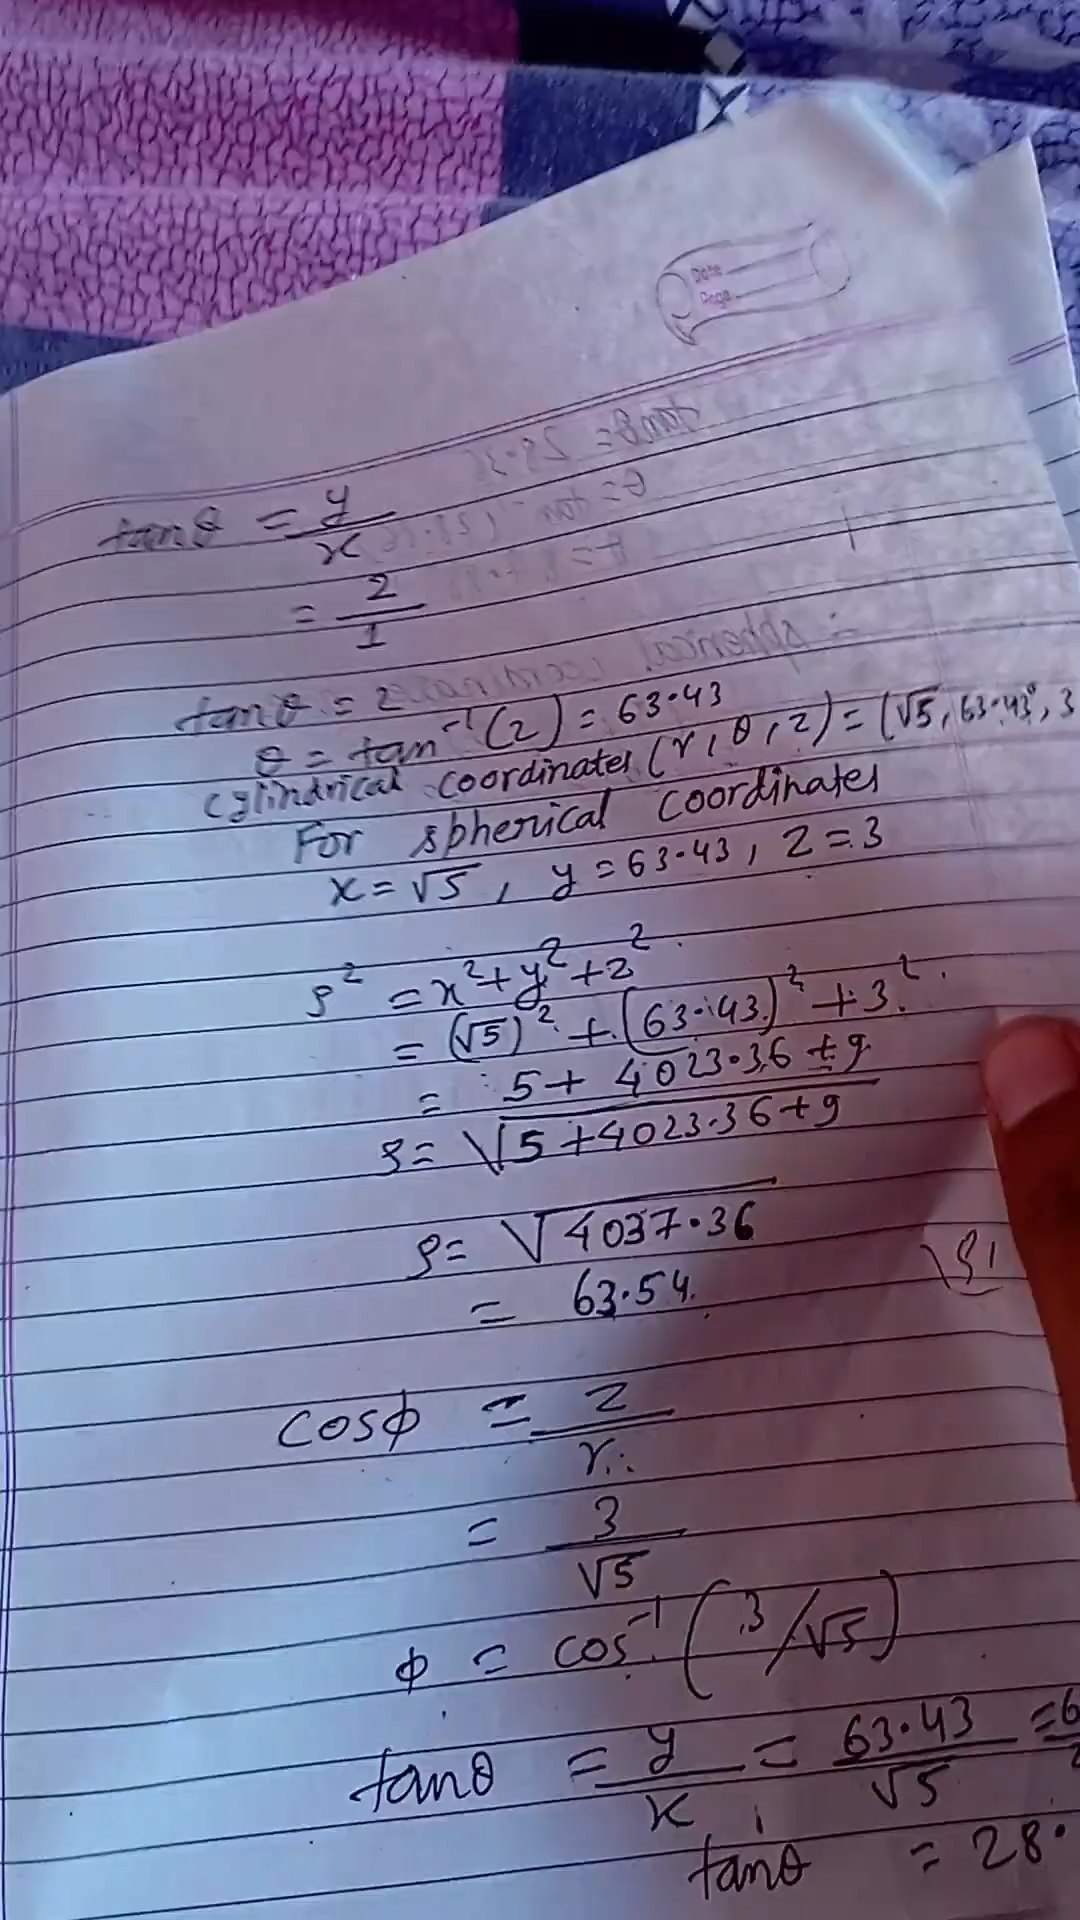 Date
Page
tanθ = y/x
= 2/1
tanθ = 2
θ = tan⁻¹(2) = 63.43
cylindrical coordinates (r, θ, z) = (√5, 63.43°, 3
For spherical coordinates
x = √5, y = 63.43, z = 3
ρ² = x² + y² + z²
= (√5)² + (63.43)² + 3²
= 5 + 4023.36 + 9
ρ = √5 + 4023.36 + 9
ρ = √4037.36
= 63.54
cosϕ = z/r
= 3/√5
ϕ = cos⁻¹(3/√5)
tanθ = y/x = 63.43/√5 = 6
tanθ = 28.